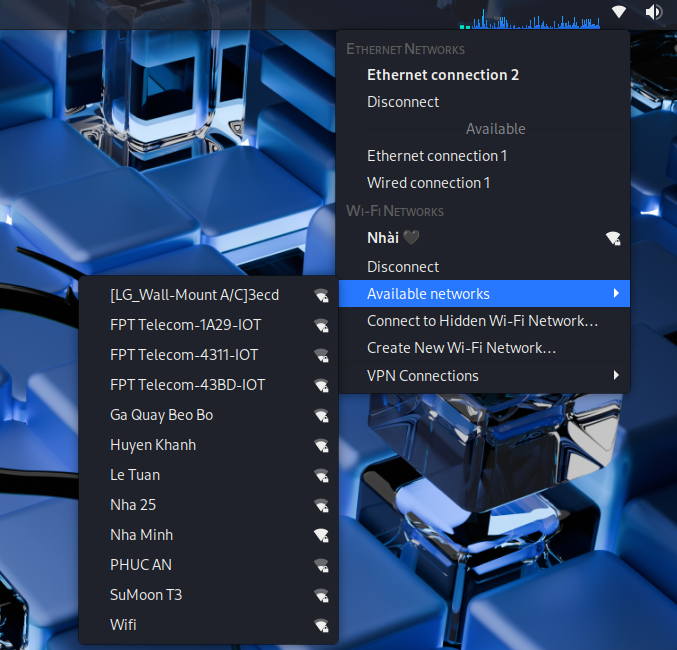 Ethernet Networks
Ethernet connection 2
Disconnect
Available
Ethernet connection 1
Wired connection 1
Wi-Fi Networks
Nhài 🖤
Disconnect
Available networks
Connect to Hidden Wi-Fi Network...
Create New Wi-Fi Network...
VPN Connections
[LG_Wall-Mount A/C]3ecd
FPT Telecom-1A29-IOT
FPT Telecom-4311-IOT
FPT Telecom-43BD-IOT
Ga Quay Beo Bo
Huyen Khanh
Le Tuan
Nha 25
Nha Minh
PHUC AN
SuMoon T3
Wifi